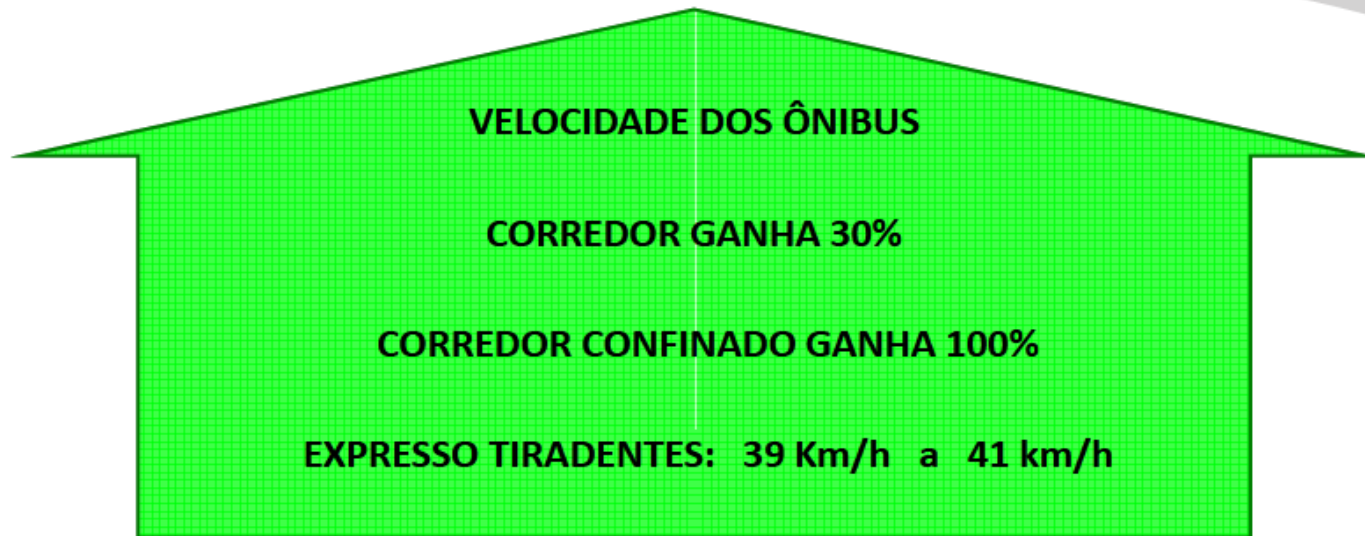 VELOCIDADE DOS ÔNIBUS
CORREDOR GANHA 30%
CORREDOR CONFINADO GANHA 100%
EXPRESSO TIRADENTES: 39 Km/h a 41 km/h